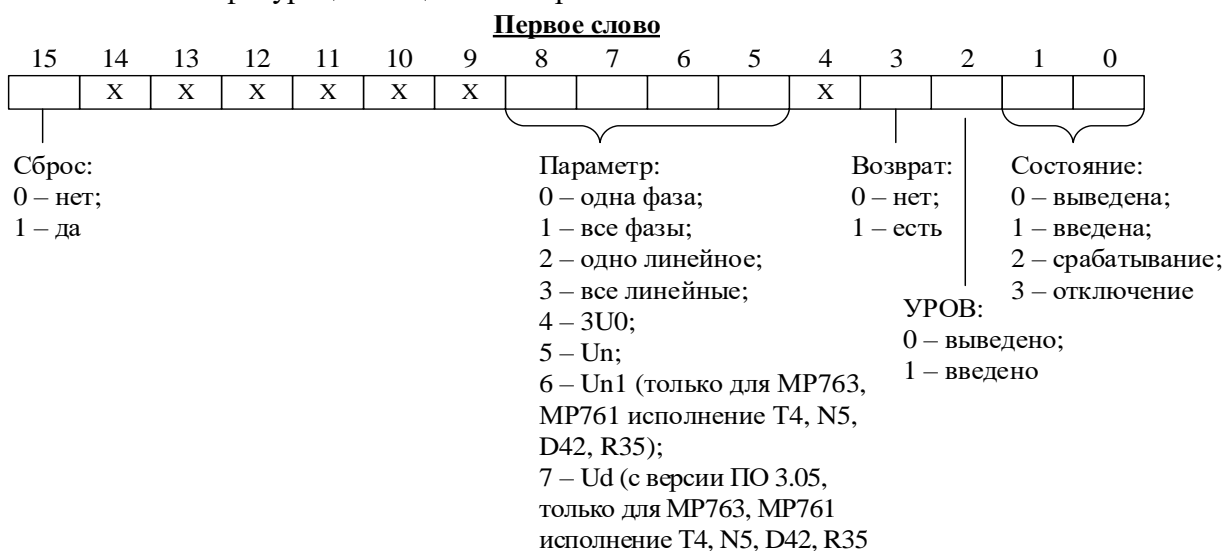 Первое слово
15 14 13 12 11 10 9 8 7 6 5 4 3 2 1 0
X X X X X X X
Сброс:
0 – нет;
1 – да
Параметр:
0 – одна фаза;
1 – все фазы;
2 – одно линейное;
3 – все линейные;
4 – 3U0;
5 – Un;
6 – Un1 (только для МР763,
МР761 исполнение Т4, N5,
D42, R35);
7 – Ud (с версии ПО 3.05,
только для МР763, МР761
исполнение Т4, N5, D42, R35
Возврат:
0 – нет;
1 – есть
УРОВ:
0 – выведено;
1 – введено
Состояние:
0 – выведена;
1 – введена;
2 – срабатывание;
3 – отключение